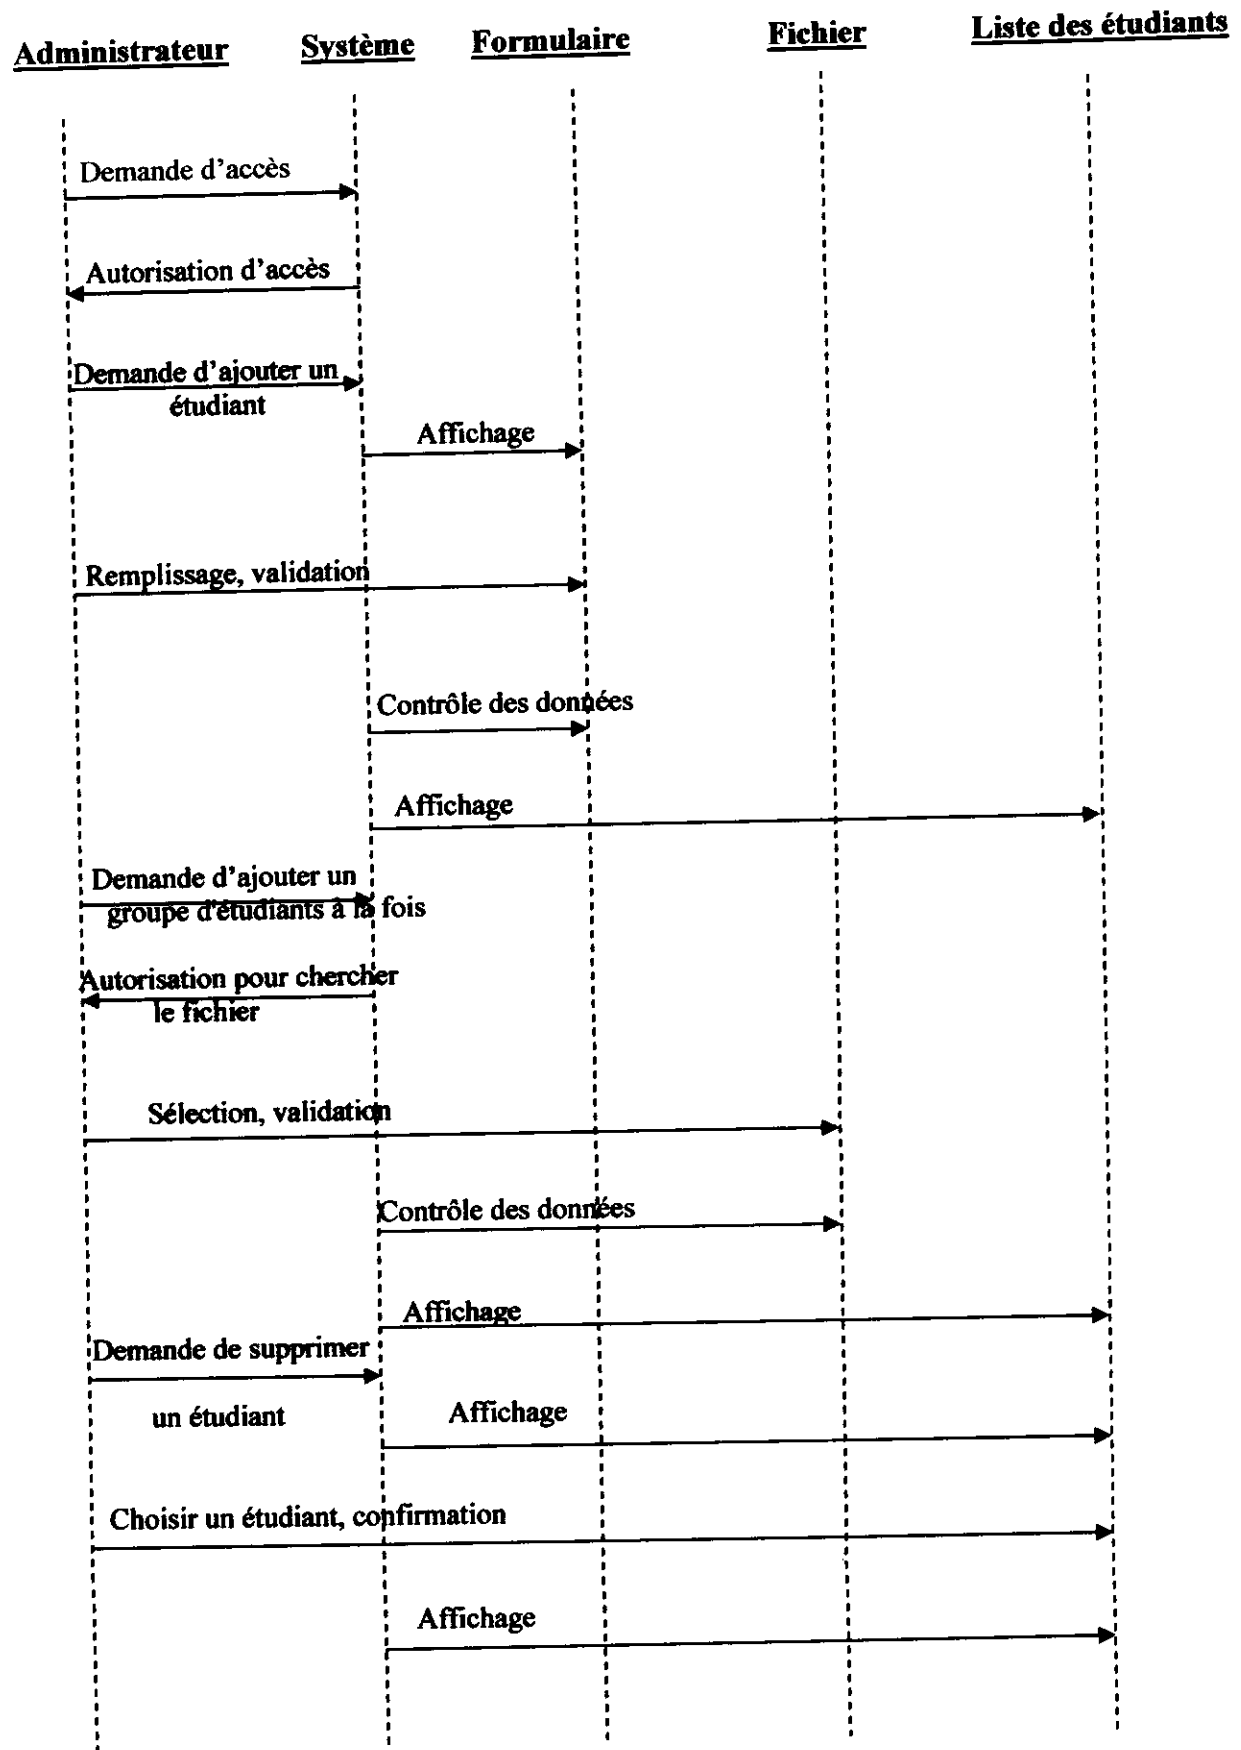 Administrateur Système Formulaire Fichier Liste des étudiants
Demande d'accès
Autorisation d'accès
Demande d'ajouter un
étudiant
Affichage
Remplissage, validation
Contrôle des données
Affichage
Demande d'ajouter un
groupe d'étudiants à la fois
Autorisation pour chercher
le fichier
Sélection, validation
Contrôle des données
Affichage
Demande de supprimer
un étudiant
Affichage
Choisir un étudiant, confirmation
Affichage